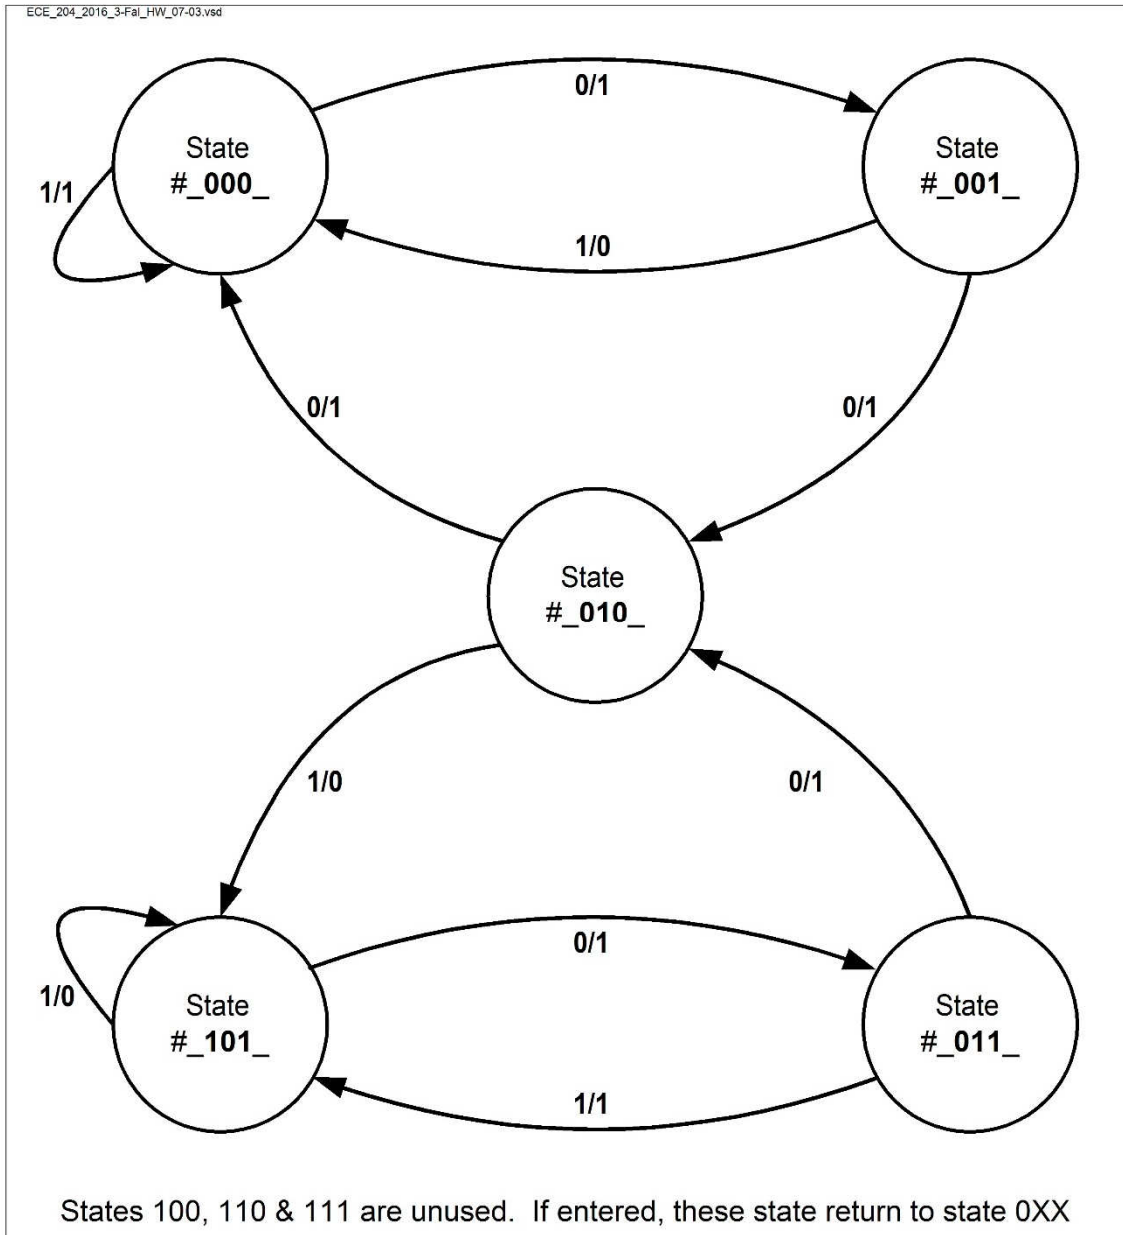 ECE_204_2016_3-Fal_HW_07-03.vsd
0/1
State
#_000_
State
#_001_
1/1
1/0
0/1
0/1
State
#_010_
1/0
0/1
0/1
1/0
State
#_101_
State
#_011_
1/1
States 100, 110 & 111 are unused.  If entered, these state return to state 0XX